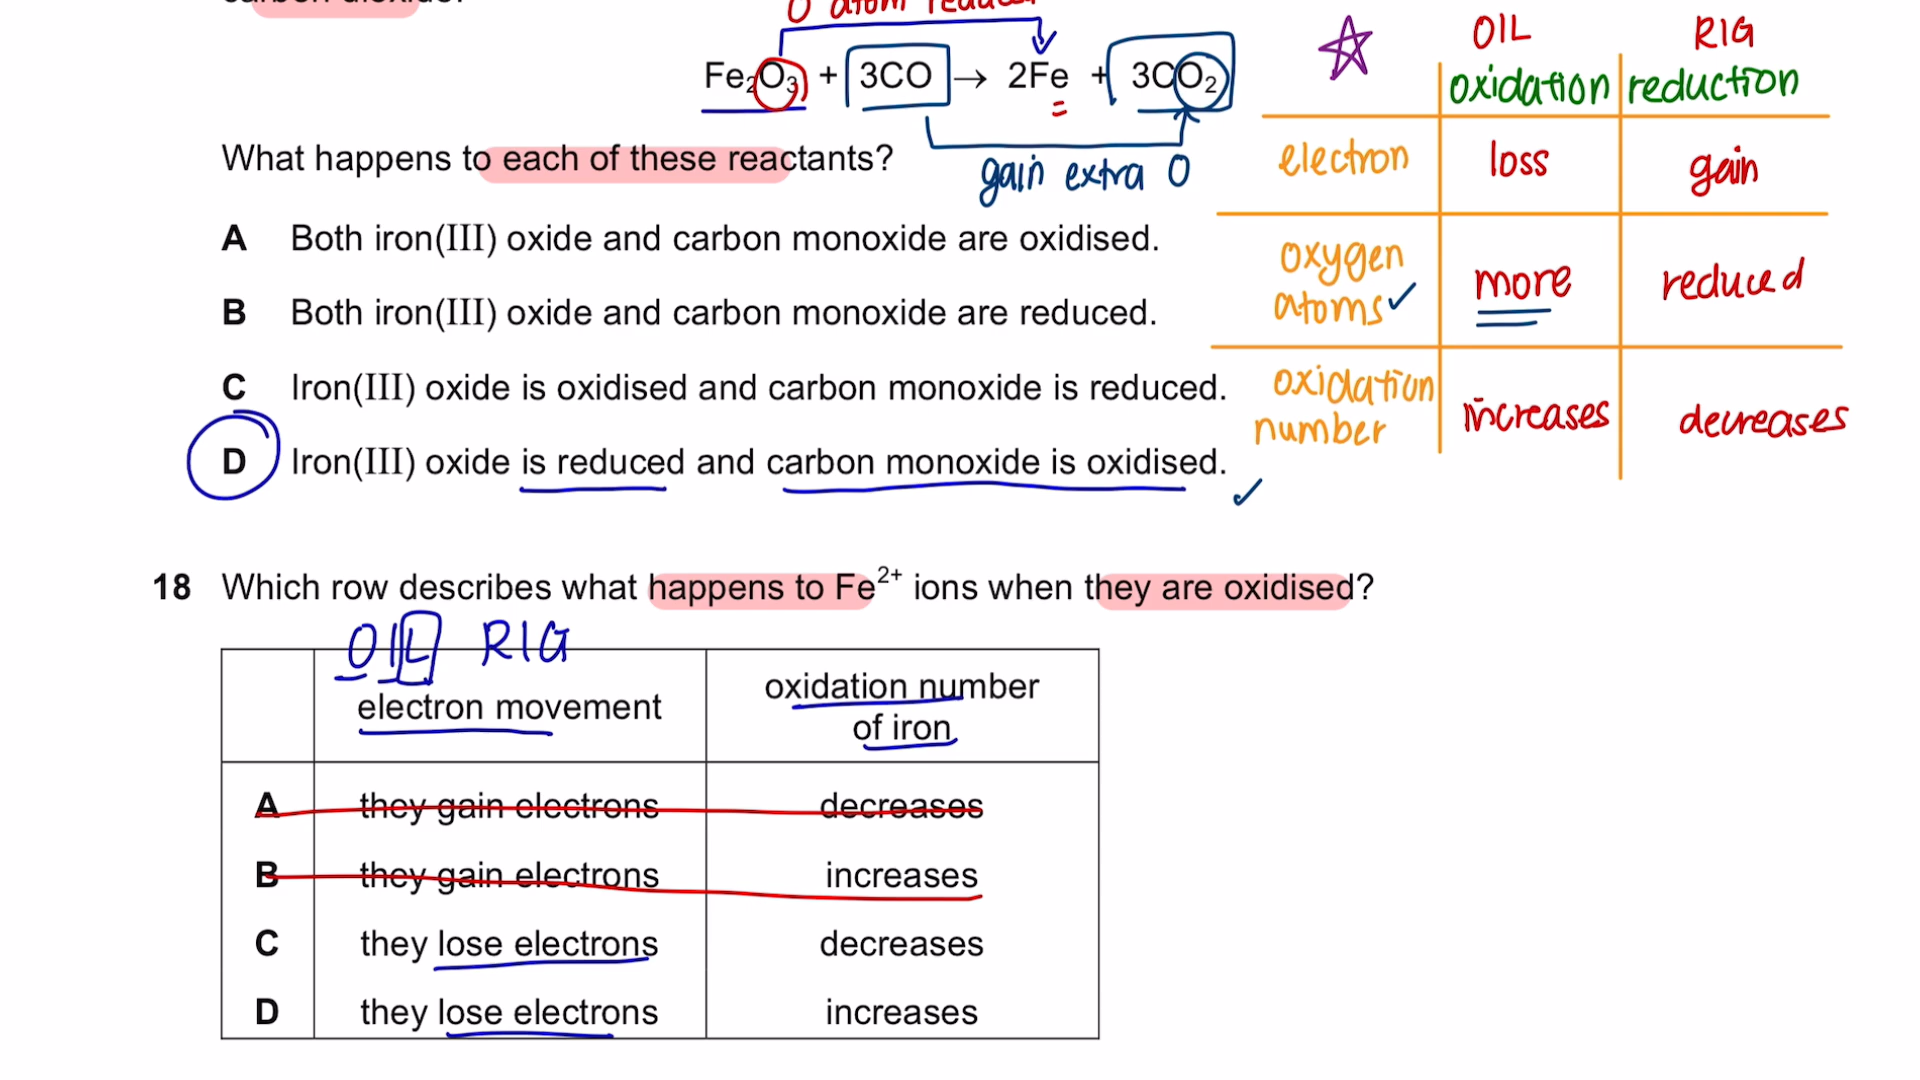 carbon dioxide?
O atom reduced
Fe2O3 + 3CO → 2Fe + 3CO2
gain extra O
What happens to each of these reactants?
A Both iron(III) oxide and carbon monoxide are oxidised.
B Both iron(III) oxide and carbon monoxide are reduced.
C Iron(III) oxide is oxidised and carbon monoxide is reduced.
D Iron(III) oxide is reduced and carbon monoxide is oxidised.
OIL RIG
oxidation reduction
electron loss gain
oxygen
atoms more reduced
oxidation
number increases decreases
18 Which row describes what happens to Fe2+ ions when they are oxidised?
OIL RIG
electron movement
oxidation number
of iron
A they gain electrons decreases
B they gain electrons increases
C they lose electrons decreases
D they lose electrons increases